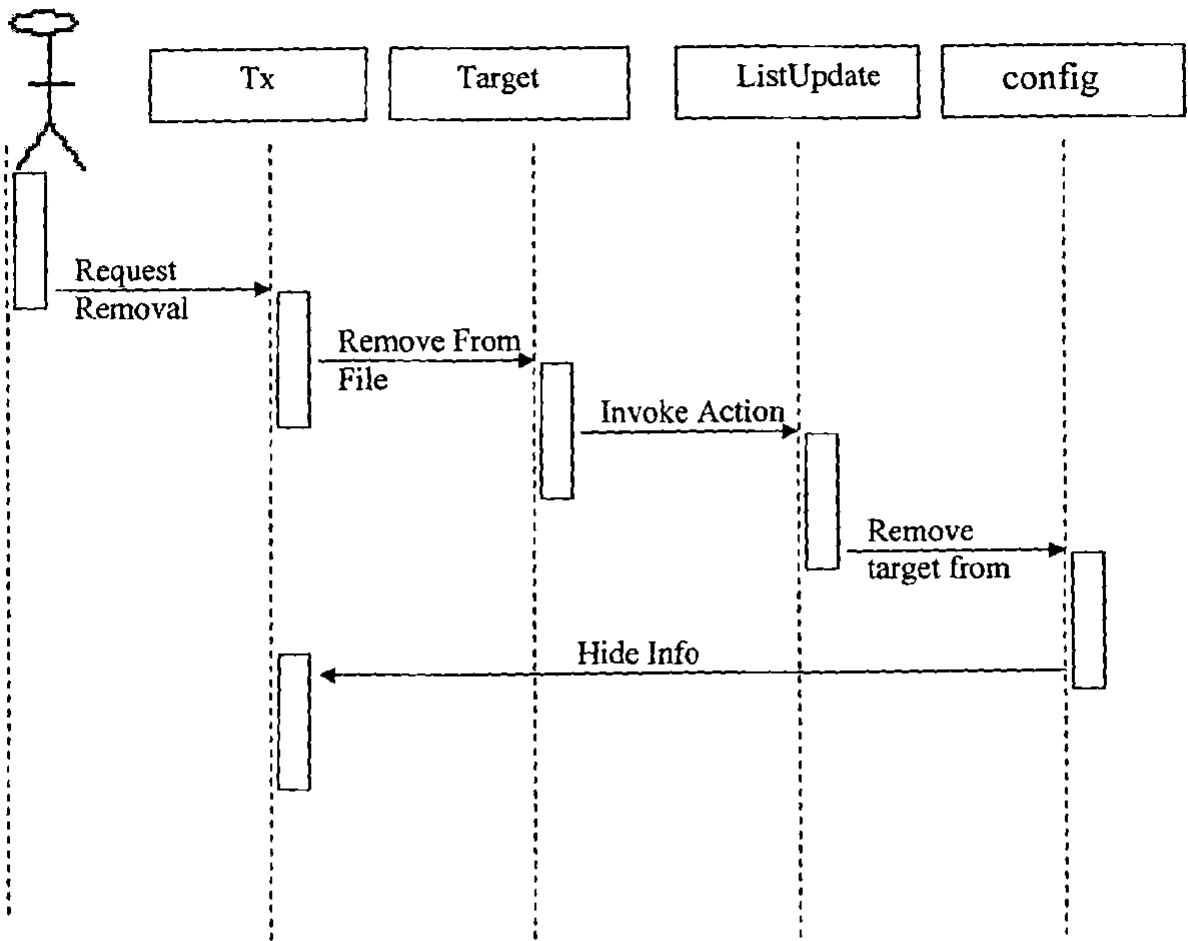 Tx
Target
ListUpdate
config
Request
Removal
Remove From
File
Invoke Action
Remove
target from
Hide Info